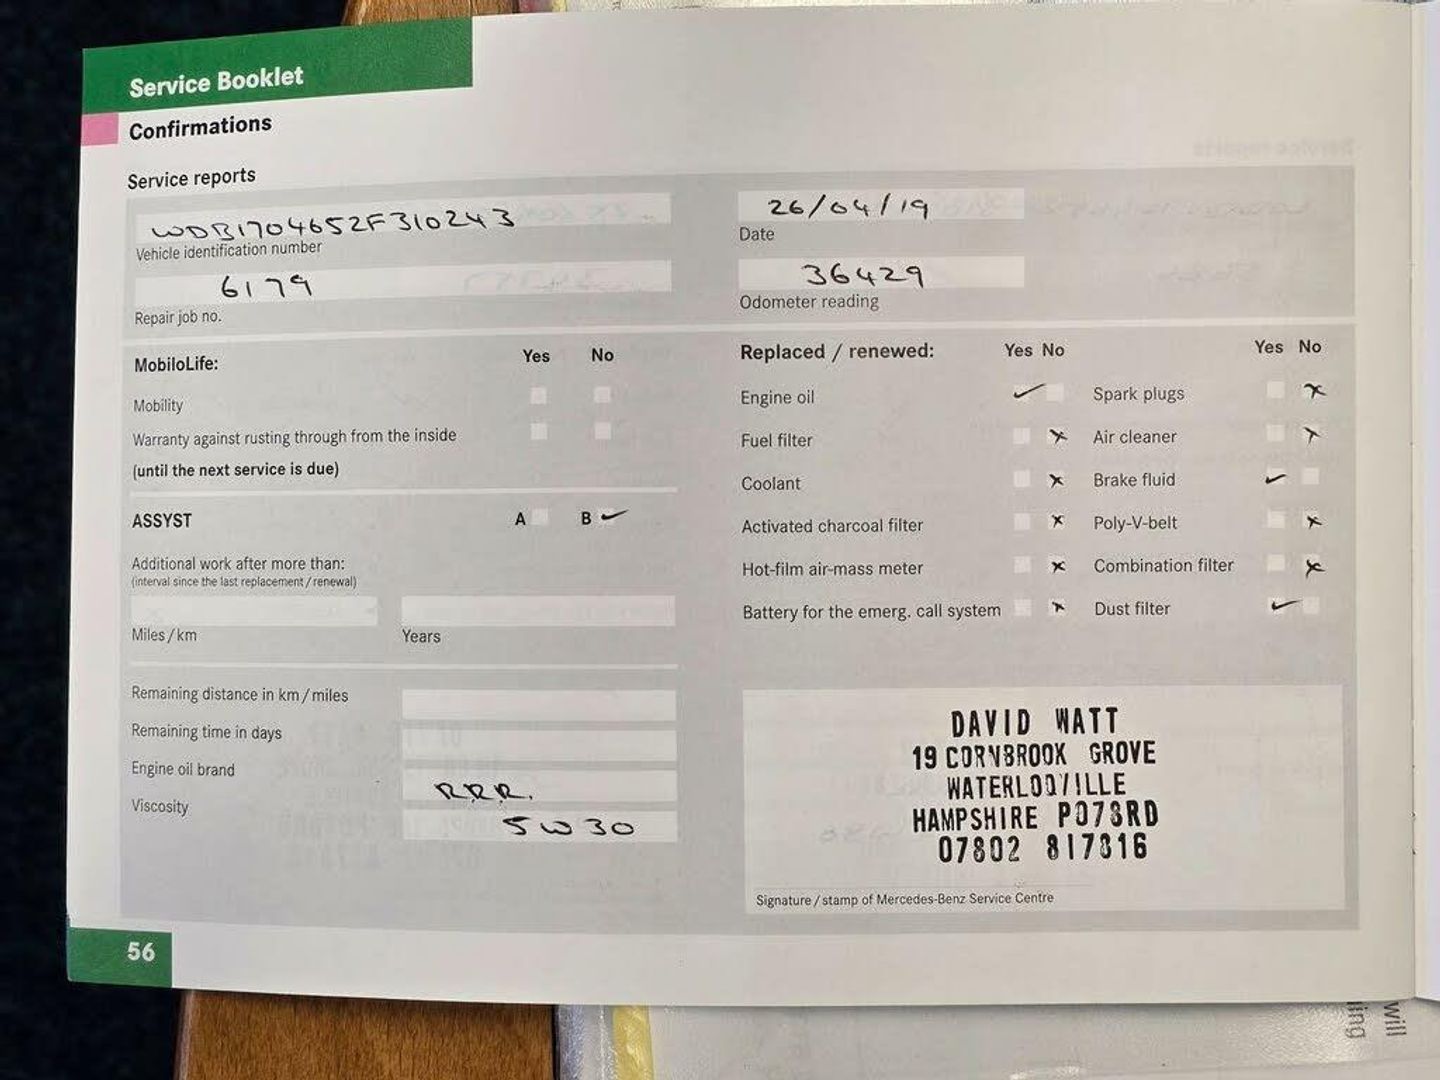 Service Booklet
Confirmations
Service reports
WDB1704652F310243
Vehicle identification number
26/04/19
Date
6179
Repair job no.
36429
Odometer reading
MobiloLife: Yes No
Mobility
Warranty against rusting through from the inside
(until the next service is due)
ASSYST A B ✓
Additional work after more than:
(interval since the last replacement / renewal)
Miles / km Years
Remaining distance in km / miles
Remaining time in days
Engine oil brand R.R.R.
Viscosity 5W30
Replaced / renewed: Yes No Yes No
Engine oil ✓ Spark plugs x
Fuel filter x Air cleaner x
Coolant x Brake fluid ✓
Activated charcoal filter x Poly-V-belt x
Hot-film air-mass meter x Combination filter x
Battery for the emerg. call system x Dust filter ✓
DAVID WATT
19 CORNBROOK GROVE
WATERLOOVILLE
HAMPSHIRE PO78RD
07802 817816
Signature / stamp of Mercedes-Benz Service Centre
56
will